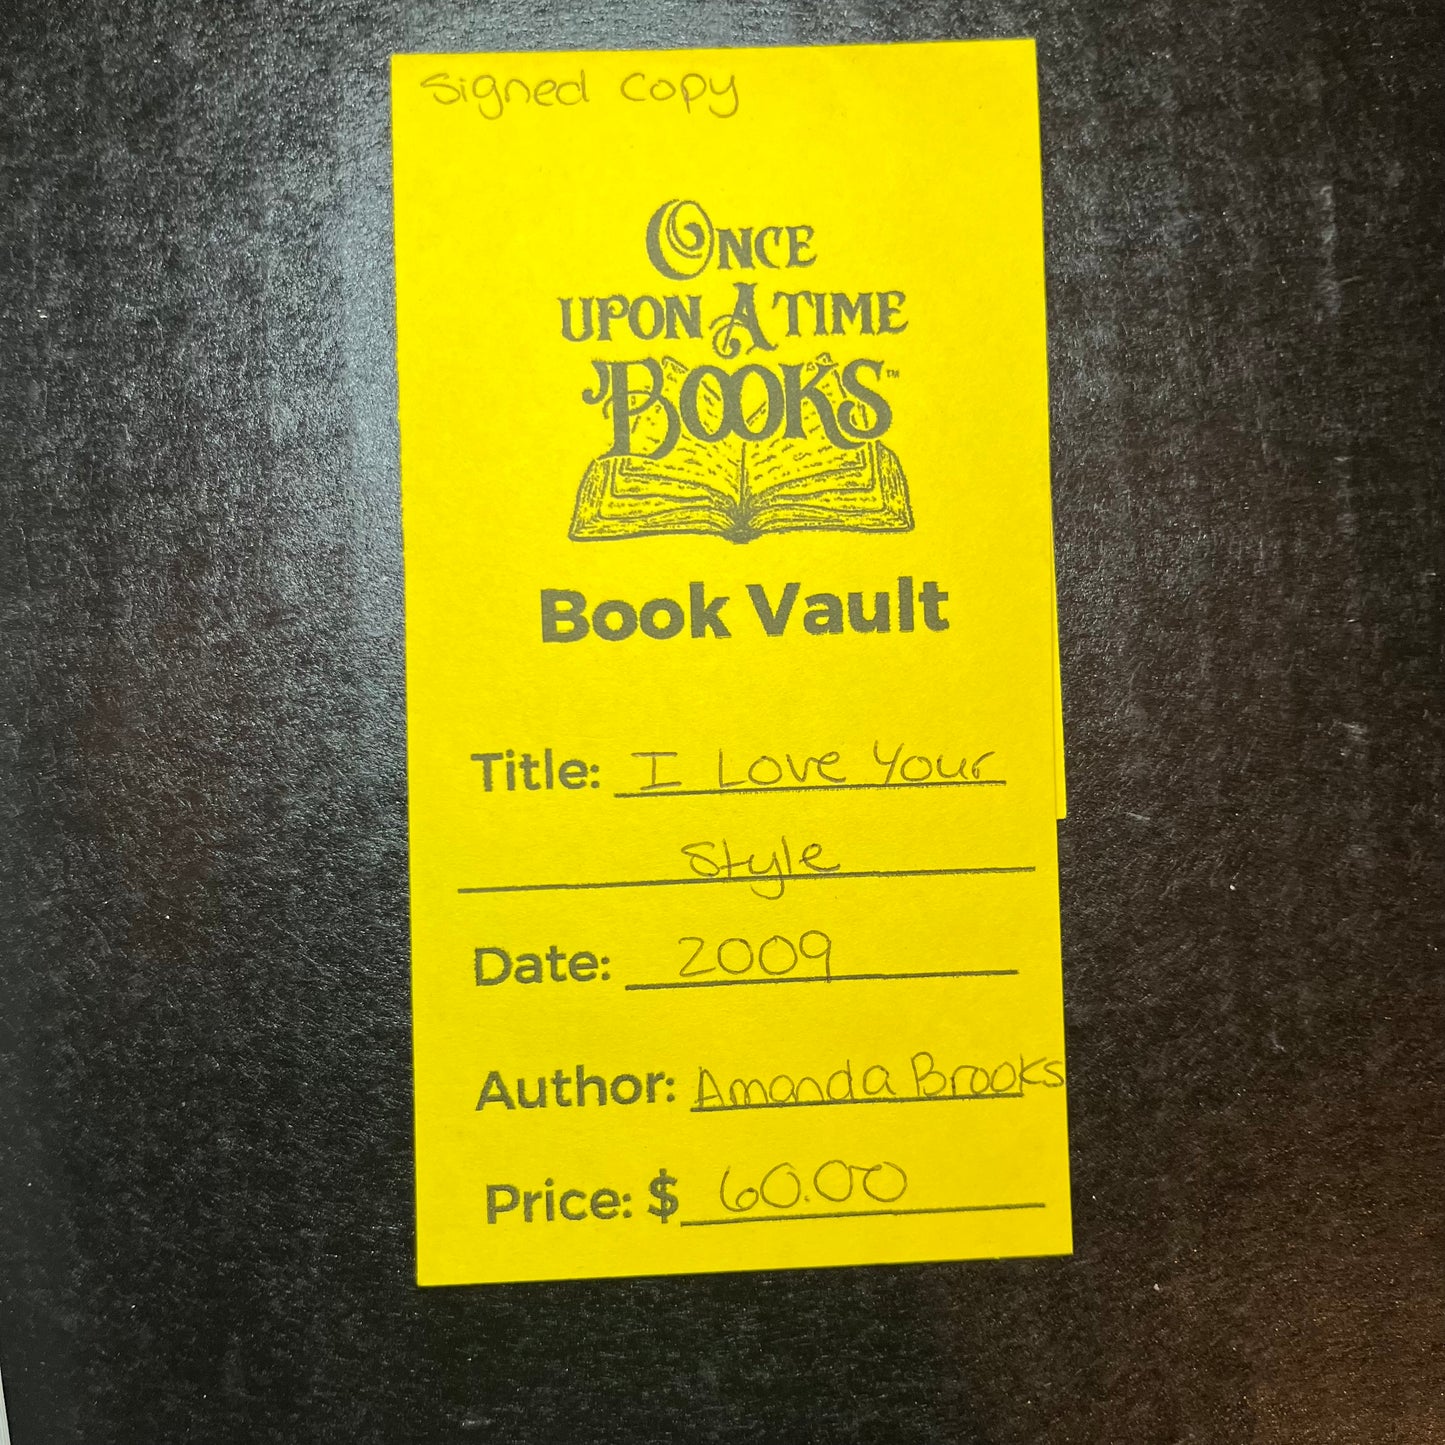 Signed Copy
ONCE
UPON A TIME
BOOKS™
Book Vault
Title: I Love Your
Style
Date: 2009
Author: Amanda Brooks
Price: $ 60.00